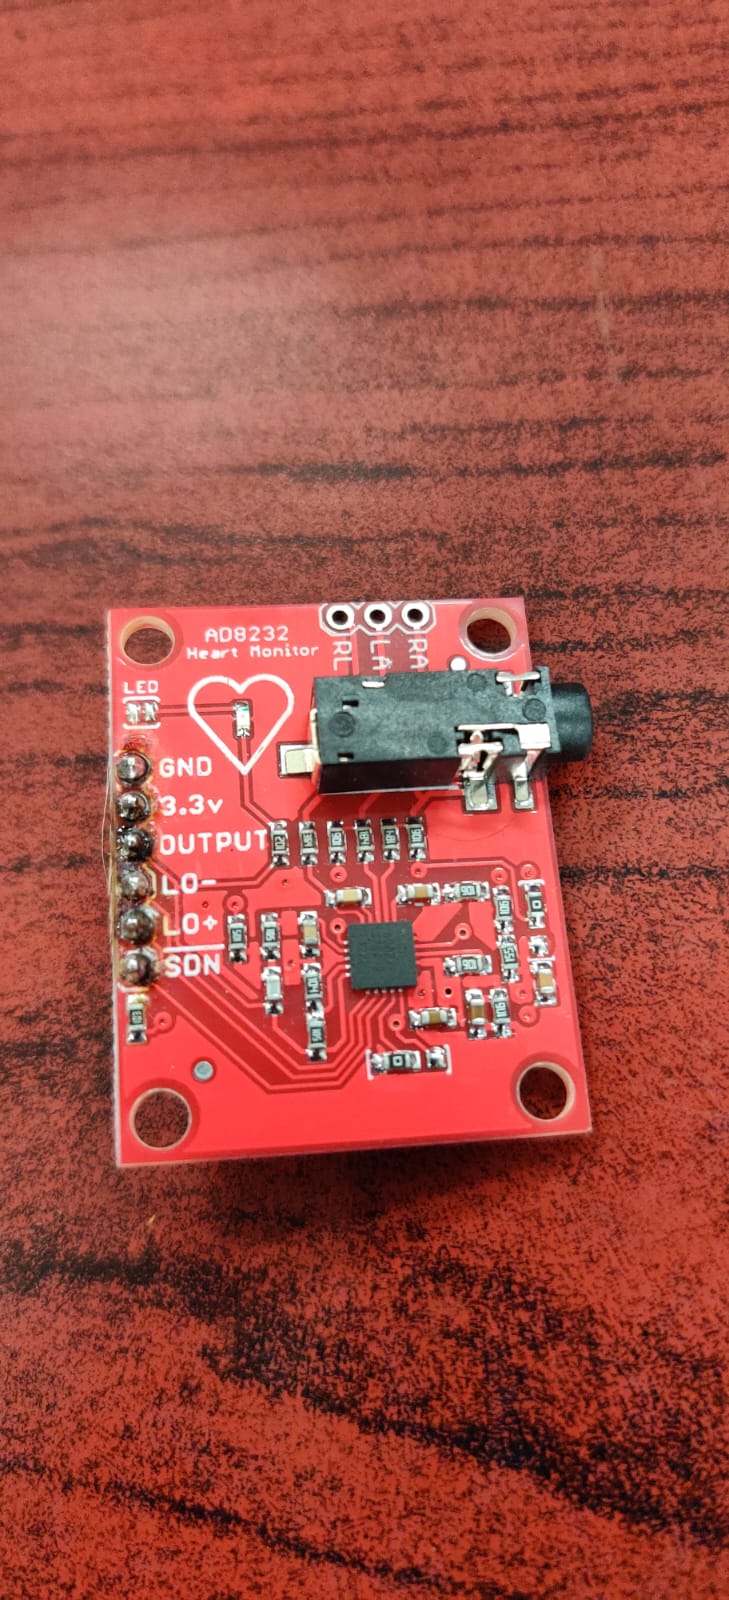 AD8232
Heart Monitor
RL
LA
RA
LED
GND
3.3v
OUTPUT
LO-
LO+
SDN